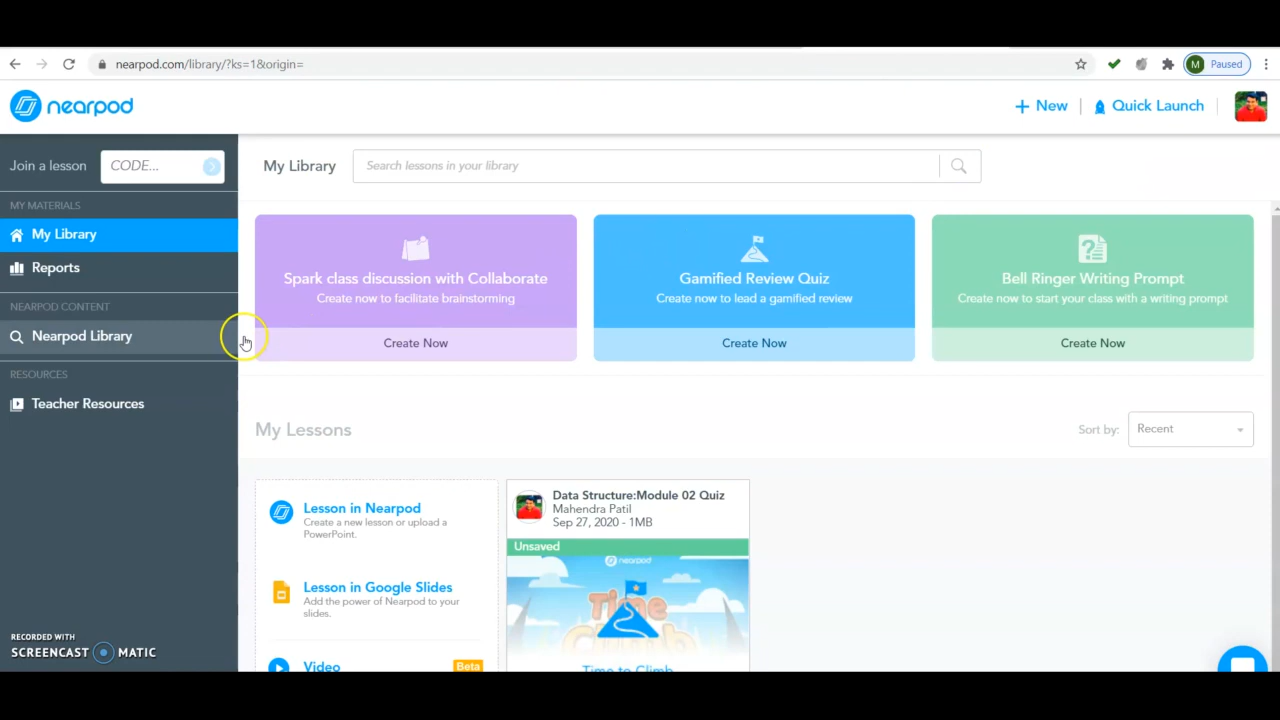 nearpod.com/library/?ks=1&origin=
M Paused
nearpod
+ New
Quick Launch
Join a lesson
CODE...
My Library
Search lessons in your library
MY MATERIALS
My Library
Reports
NEARPOD CONTENT
Nearpod Library
RESOURCES
Teacher Resources
Spark class discussion with Collaborate
Create now to facilitate brainstorming
Create Now
Gamified Review Quiz
Create now to lead a gamified review
Create Now
Bell Ringer Writing Prompt
Create now to start your class with a writing prompt
Create Now
My Lessons
Sort by:
Recent
Lesson in Nearpod
Create a new lesson or upload a
PowerPoint.
Lesson in Google Slides
Add the power of Nearpod to your
slides.
Video
Beta
Data Structure:Module 02 Quiz
Mahendra Patil
Sep 27, 2020 - 1MB
Unsaved
nearpod
Time to
Climb
Time to Climb
RECORDED WITH
SCREENCAST MATIC